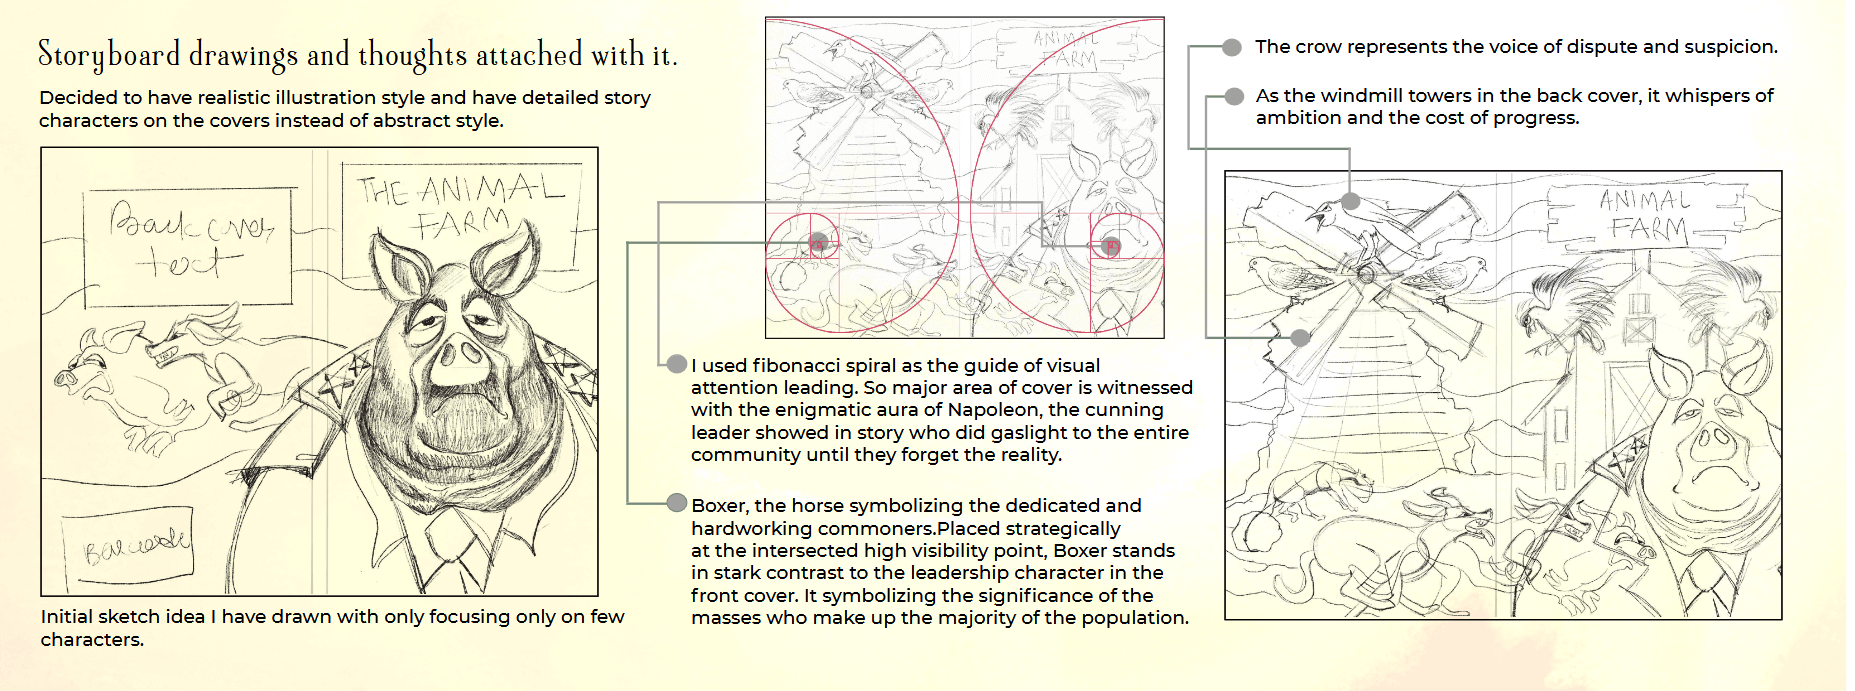 Storyboard drawings and thoughts attached with it.
Decided to have realistic illustration style and have detailed story
characters on the covers instead of abstract style.
Back cover
text
THE ANIMAL
FARM
Barcode
Initial sketch idea I have drawn with only focusing only on few
characters.
ANIMAL
FARM
I used fibonacci spiral as the guide of visual
attention leading. So major area of cover is witnessed
with the enigmatic aura of Napoleon, the cunning
leader showed in story who did gaslight to the entire
community until they forget the reality.
Boxer, the horse symbolizing the dedicated and
hardworking commoners.Placed strategically
at the intersected high visibility point, Boxer stands
in stark contrast to the leadership character in the
front cover. It symbolizing the significance of the
masses who make up the majority of the population.
The crow represents the voice of dispute and suspicion.
As the windmill towers in the back cover, it whispers of
ambition and the cost of progress.
ANIMAL
FARM